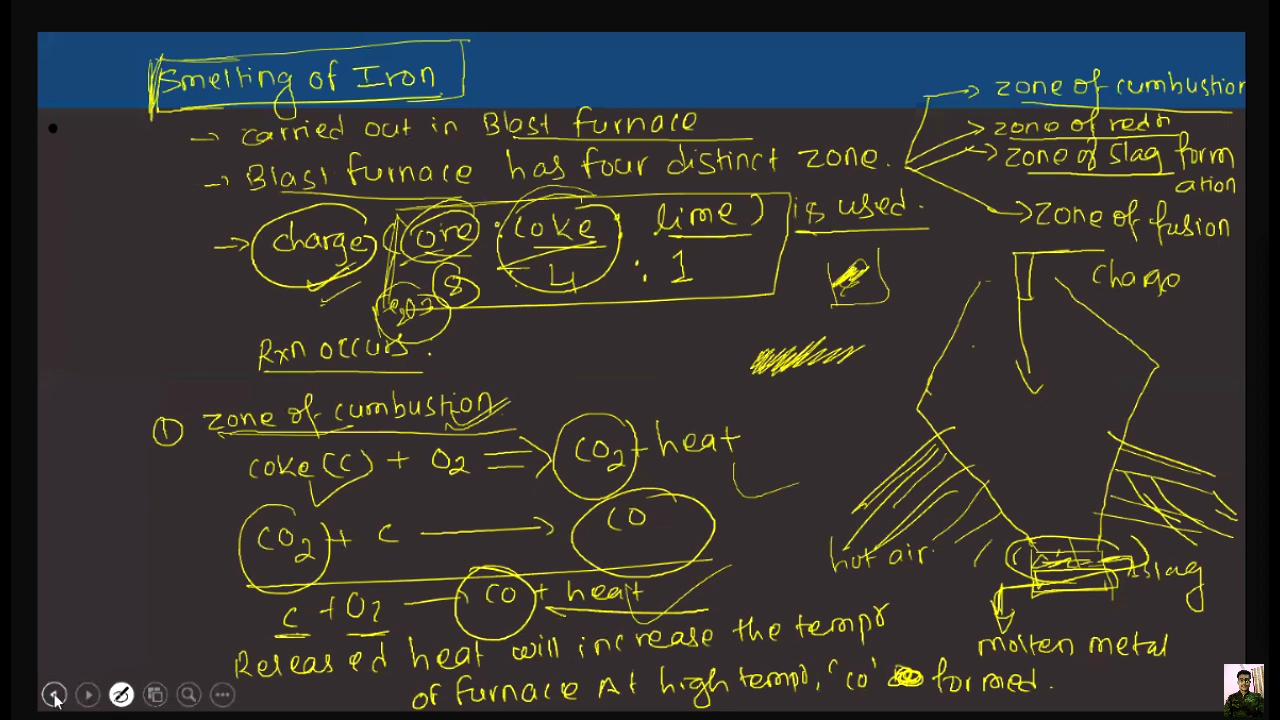 Smelting of Iron
→ carried out in Blast furnace
→ Blast furnace has four distinct zone.
→ zone of cumbustion
→ zone of redn
→ zone of slag form
ation
→ zone of fusion
→ charge (ore : coke : lime) is used.
8 : 4 : 1
Rxn occurs.
① zone of cumbustion
coke (C) + O2 ⇒ CO2 + heat
CO2 + C → CO
C + O2 — CO + heat
Released heat will increase the tempr
of furnace At high tempr, 'co' formed.
charge
hot air
slag
molten metal